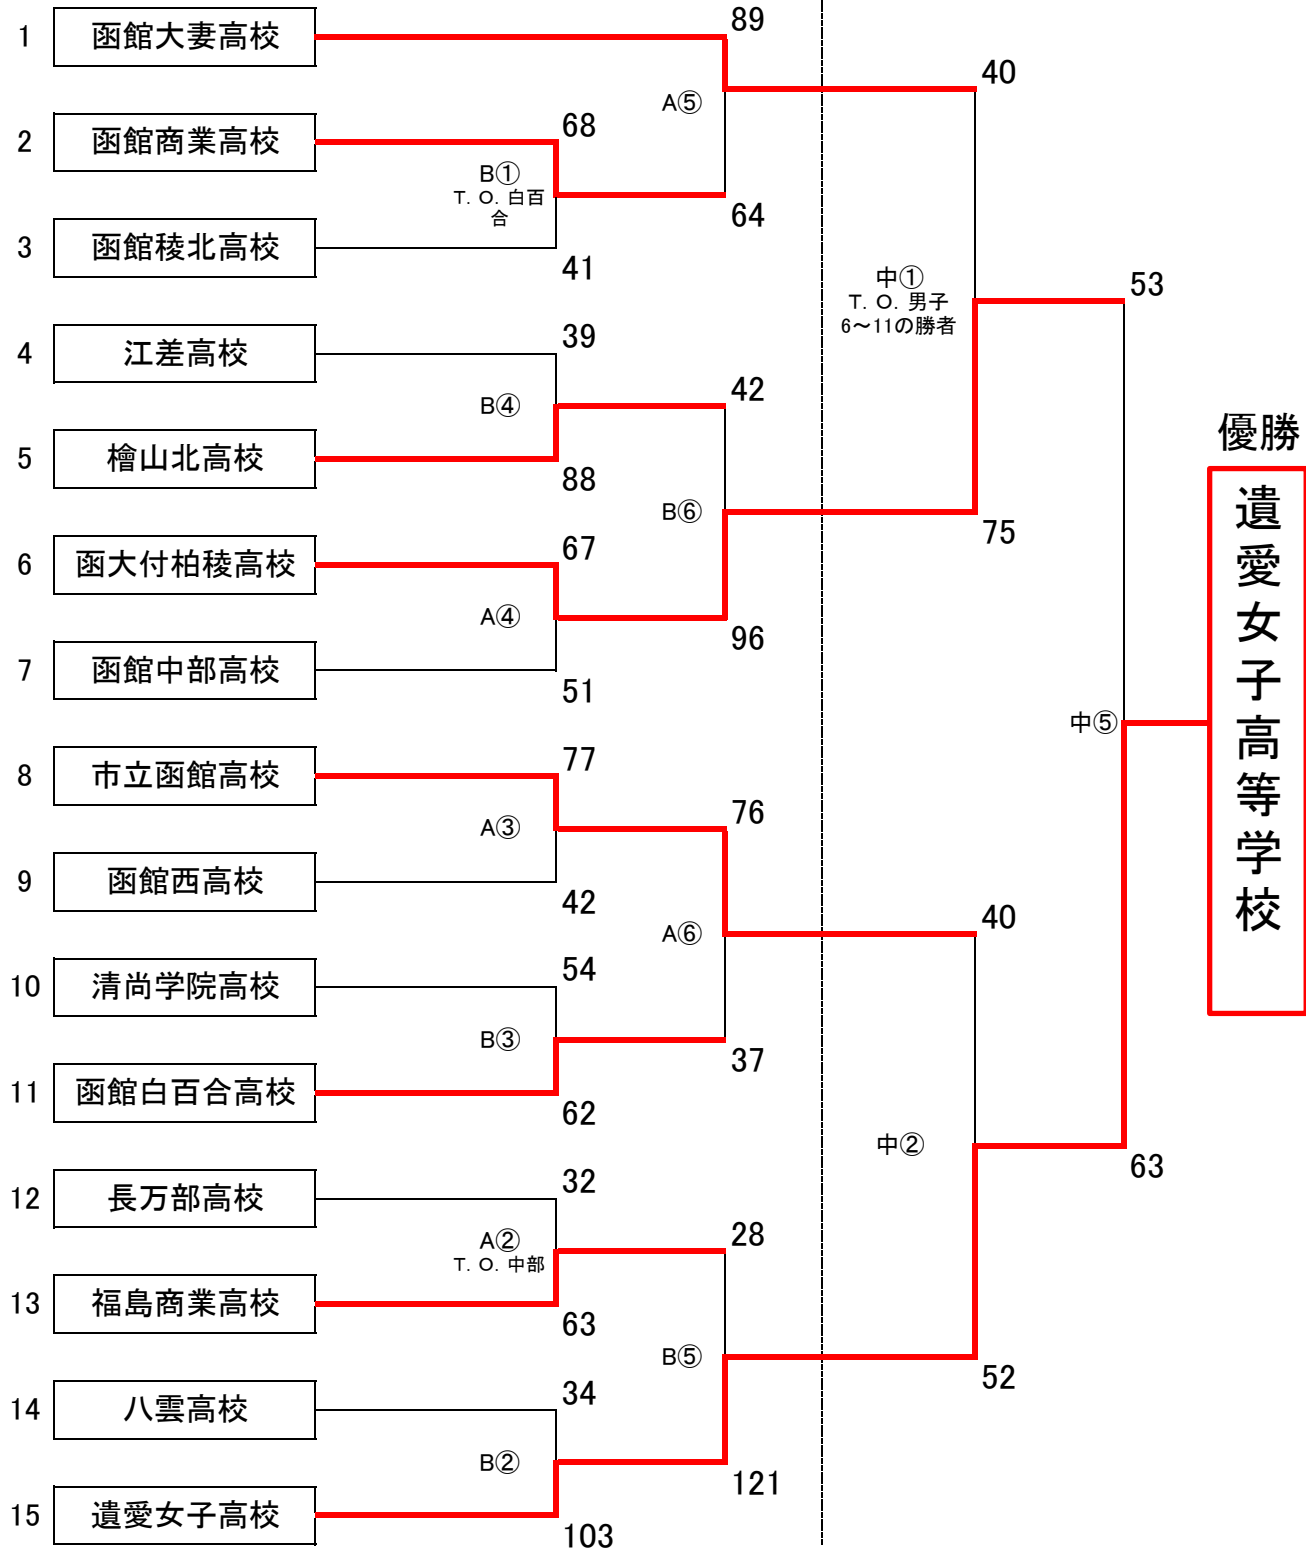 89
1 函館大妻高校
40
A⑤
68
2 函館商業高校
B①
T. O. 白百
合
64
3 函館稜北高校
41
中①
T. O. 男子
6～11の勝者
53
39
4 江差高校
42
B④
5 檜山北高校
88
優勝
遺愛女子高等学校
B⑥
75
67
6 函大付柏稜高校
A④
96
7 函館中部高校
51
中⑤
77
8 市立函館高校
76
A③
9 函館西高校
42
40
A⑥
54
10 清尚学院高校
B③
37
11 函館白百合高校
62
中②
63
32
12 長万部高校
28
A②
T. O. 中部
13 福島商業高校
63
B⑤
52
34
14 八雲高校
B②
121
15 遺愛女子高校
103